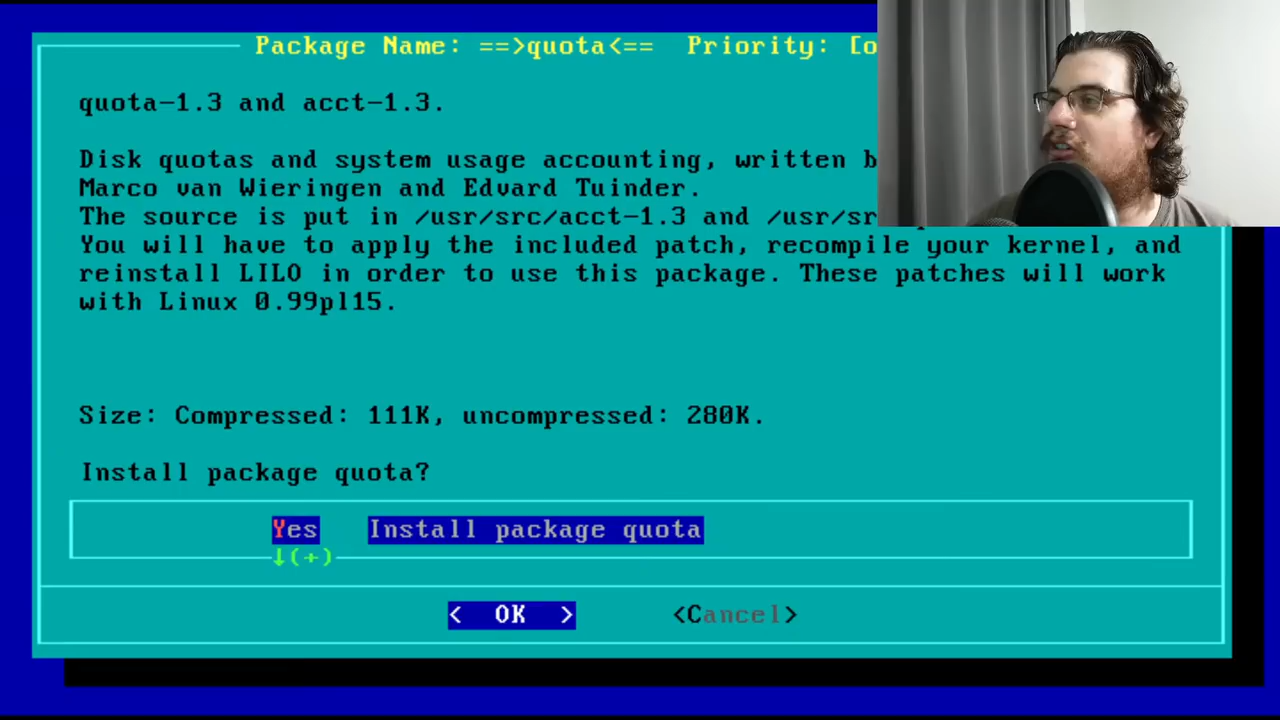 Package Name: ==>quota<== Priority: [o
quota-1.3 and acct-1.3.
Disk quotas and system usage accounting, written b
Marco van Wieringen and Edvard Tuinder.
The source is put in /usr/src/acct-1.3 and /usr/sr
You will have to apply the included patch, recompile your kernel, and
reinstall LILO in order to use this package. These patches will work
with Linux 0.99pl15.
Size: Compressed: 111K, uncompressed: 280K.
Install package quota?
Yes Install package quota
↓(+)
< OK > <Cancel>